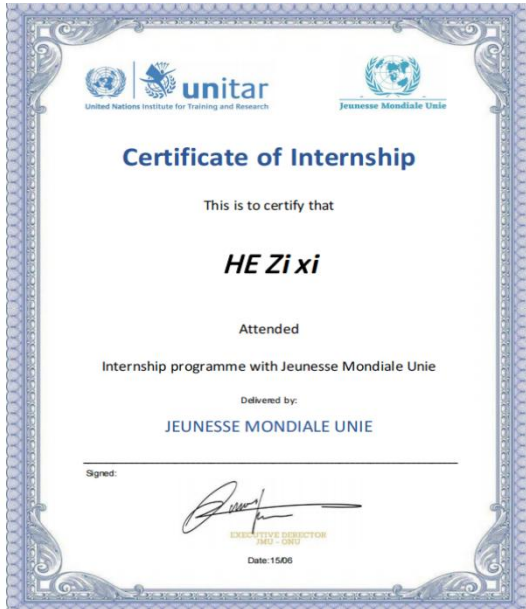 unitar
United Nations Institute for Training and Research
Jeunesse Mondiale Unie
Certificate of Internship
This is to certify that
HE Zi xi
Attended
Internship programme with Jeunesse Mondiale Unie
Delivered by:
JEUNESSE MONDIALE UNIE
Signed:
EXECUTIVE DERECTOR
JMU - ONU
Date:15/06